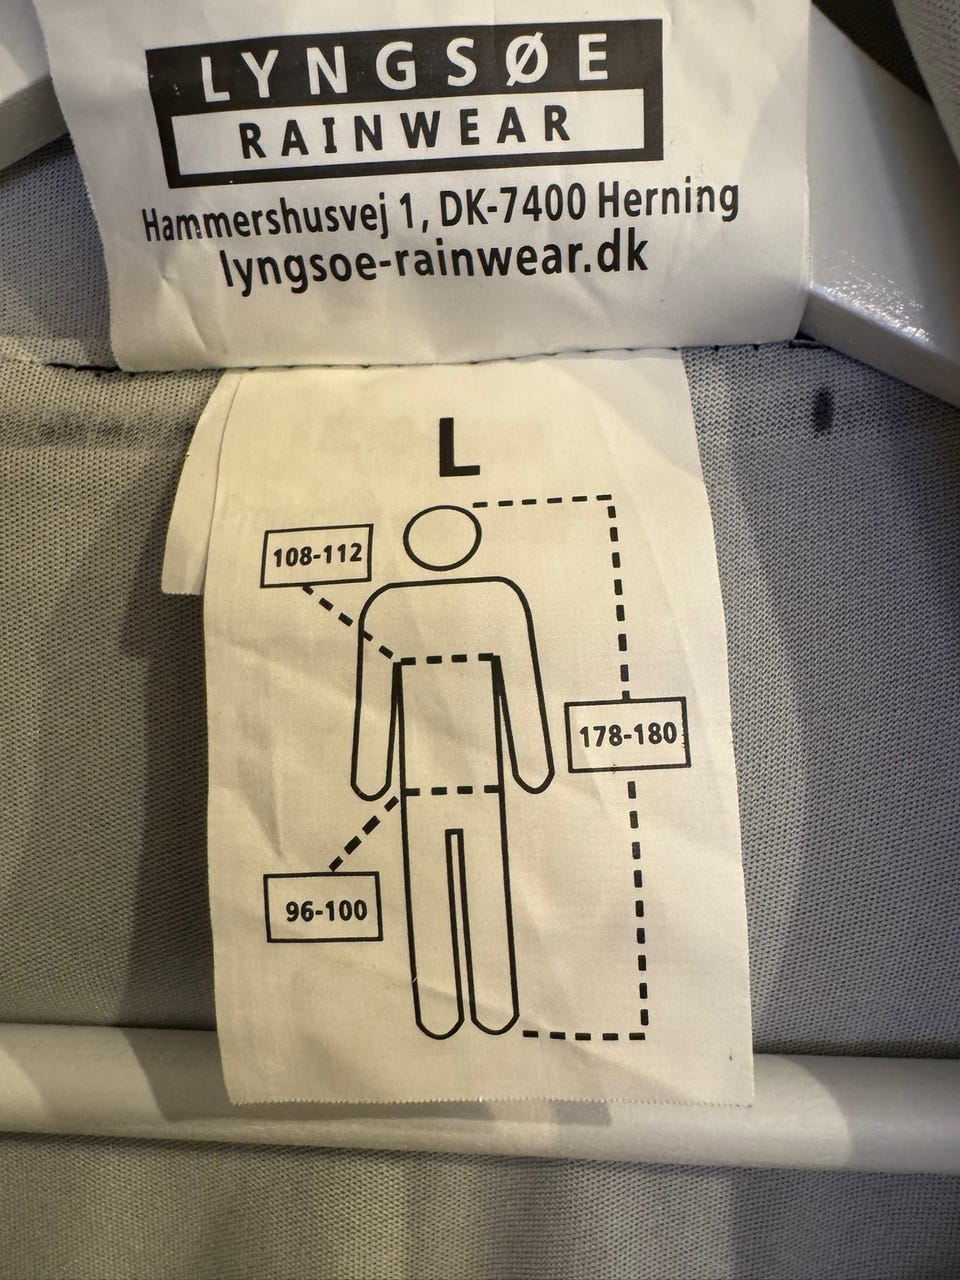 LYNGSØE
RAINWEAR
Hammershusvej 1, DK-7400 Herning
lyngsoe-rainwear.dk
L
108-112
178-180
96-100